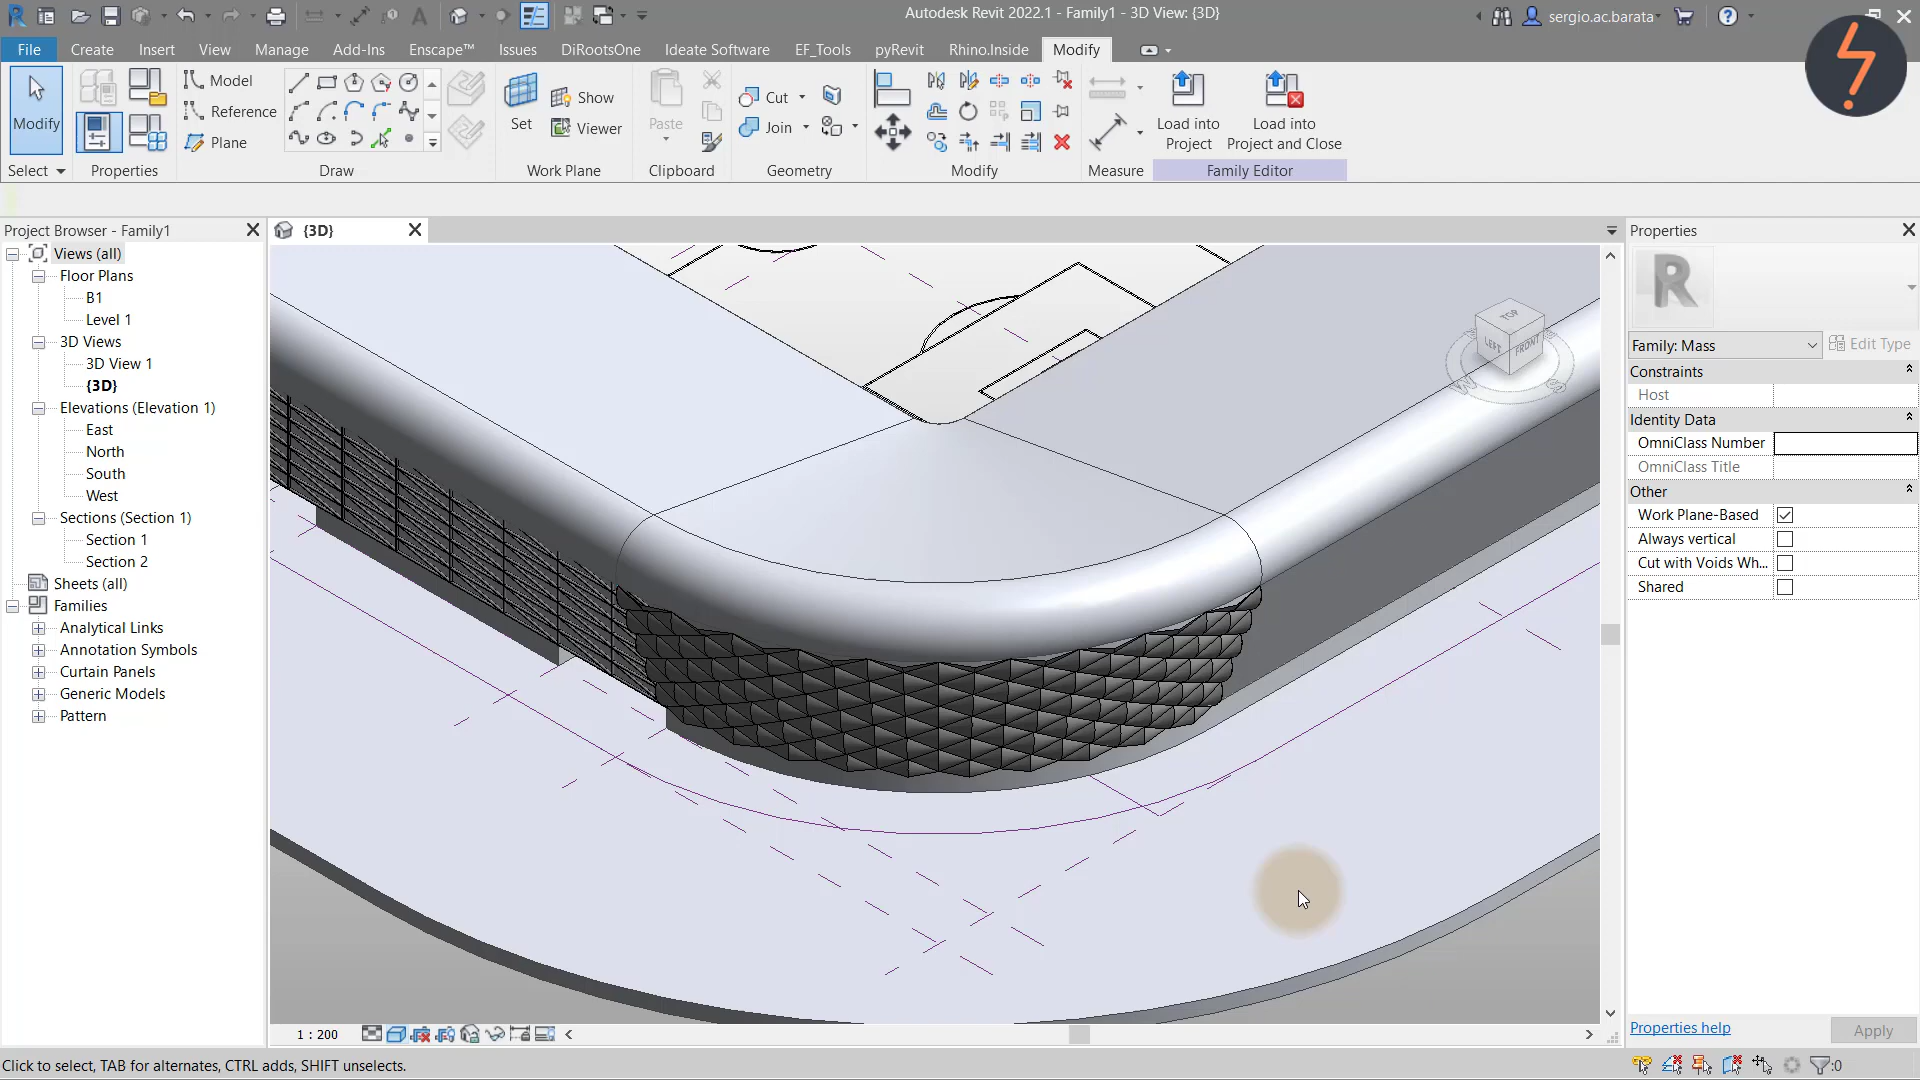 Autodesk Revit 2022.1 - Family1 - 3D View: {3D}
sergio.ac.barata
File Create Insert View Manage Add-Ins Enscape™ Issues DiRootsOne Ideate Software EF_Tools pyRevit Rhino.Inside Modify
Modify
Model
Reference
Plane
Set
Show
Viewer
Paste
Cut
Join
Load into
Project
Load into
Project and Close
Select Properties Draw Work Plane Clipboard Geometry Modify Measure Family Editor
Project Browser - Family1
{3D}
Properties
Views (all)
Floor Plans
B1
Level 1
3D Views
3D View 1
{3D}
Elevations (Elevation 1)
East
North
South
West
Sections (Section 1)
Section 1
Section 2
Sheets (all)
Families
Analytical Links
Annotation Symbols
Curtain Panels
Generic Models
Pattern
TOP
LEFT
FRONT
W
S
R
Family: Mass
Edit Type
Constraints
Host
Identity Data
OmniClass Number
OmniClass Title
Other
Work Plane-Based
Always vertical
Cut with Voids Wh...
Shared
Properties help
Apply
1 : 200
Click to select, TAB for alternates, CTRL adds, SHIFT unselects.
:0